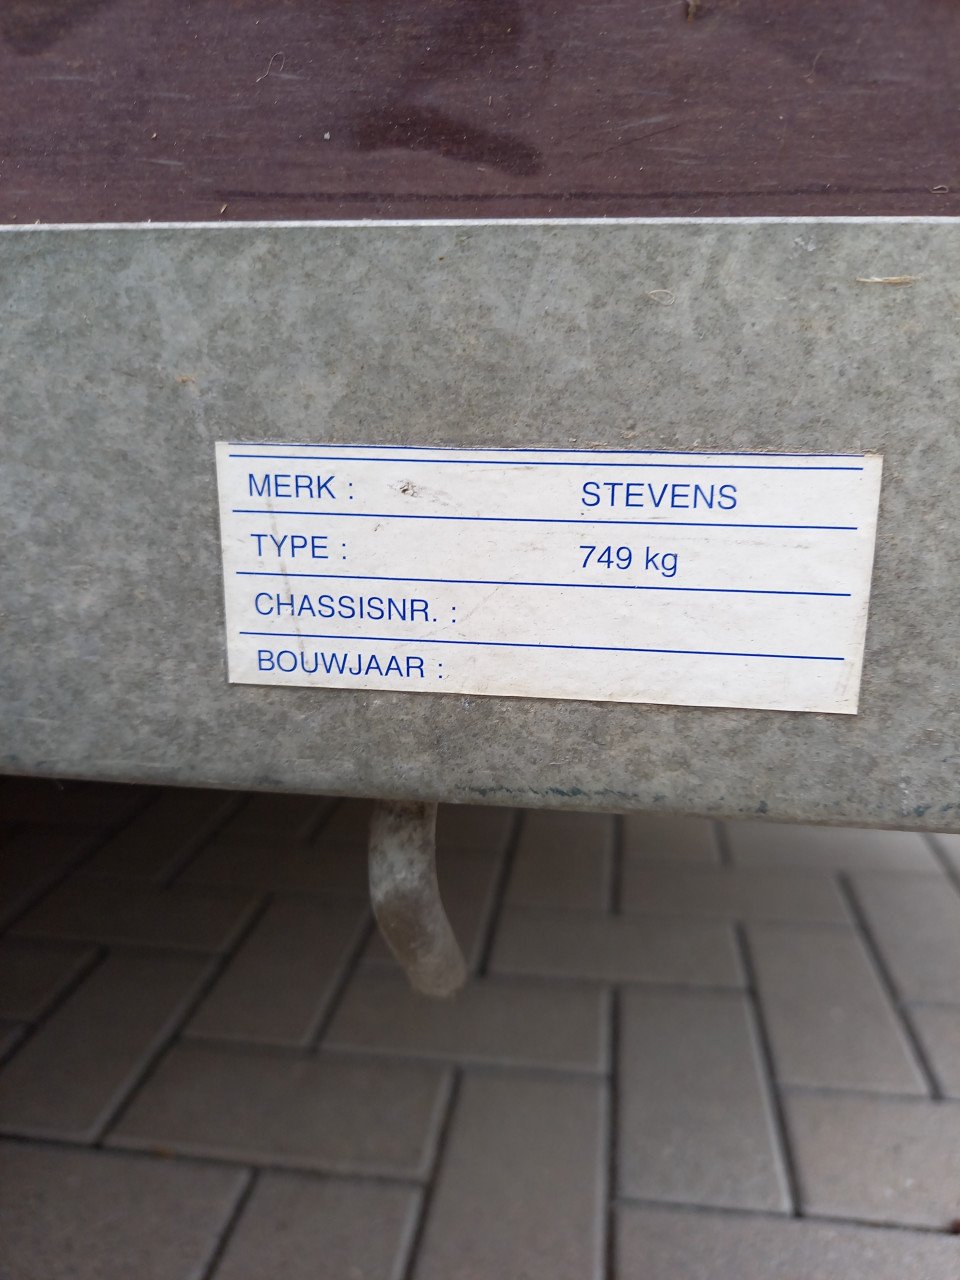 MERK : STEVENS
TYPE : 749 kg
CHASSISNR. :
BOUWJAAR :